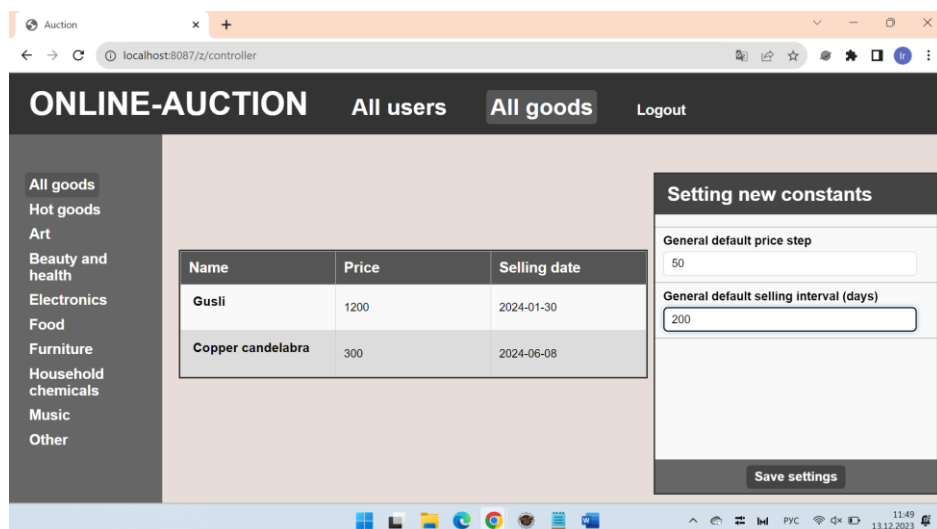 Auction
localhost:8087/z/controller
Ir
ONLINE-AUCTION All users All goods Logout
All goods
Hot goods
Art
Beauty and
health
Electronics
Food
Furniture
Household
chemicals
Music
Other
Name Price Selling date
Gusli 1200 2024-01-30
Copper candelabra 300 2024-06-08
Setting new constants
General default price step
50
General default selling interval (days)
200
Save settings
РУС
11:49
13.12.2023